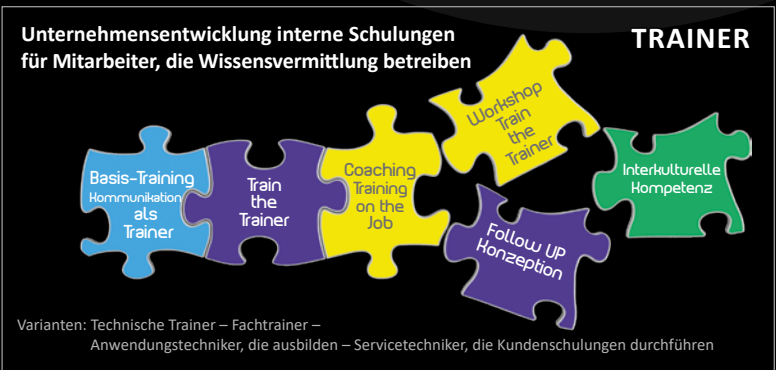 Unternehmensentwicklung interne Schulungen
für Mitarbeiter, die Wissensvermittlung betreiben
TRAINER
Basis-Training
Kommunikation
als
Trainer
Train
the
Trainer
Coaching
Training
on the
Job
Workshop
Train
the
Trainer
Follow UP
Konzeption
Interkulturelle
Kompetenz
Varianten: Technische Trainer – Fachtrainer –
Anwendungstechniker, die ausbilden – Servicetechniker, die Kundenschulungen durchführen